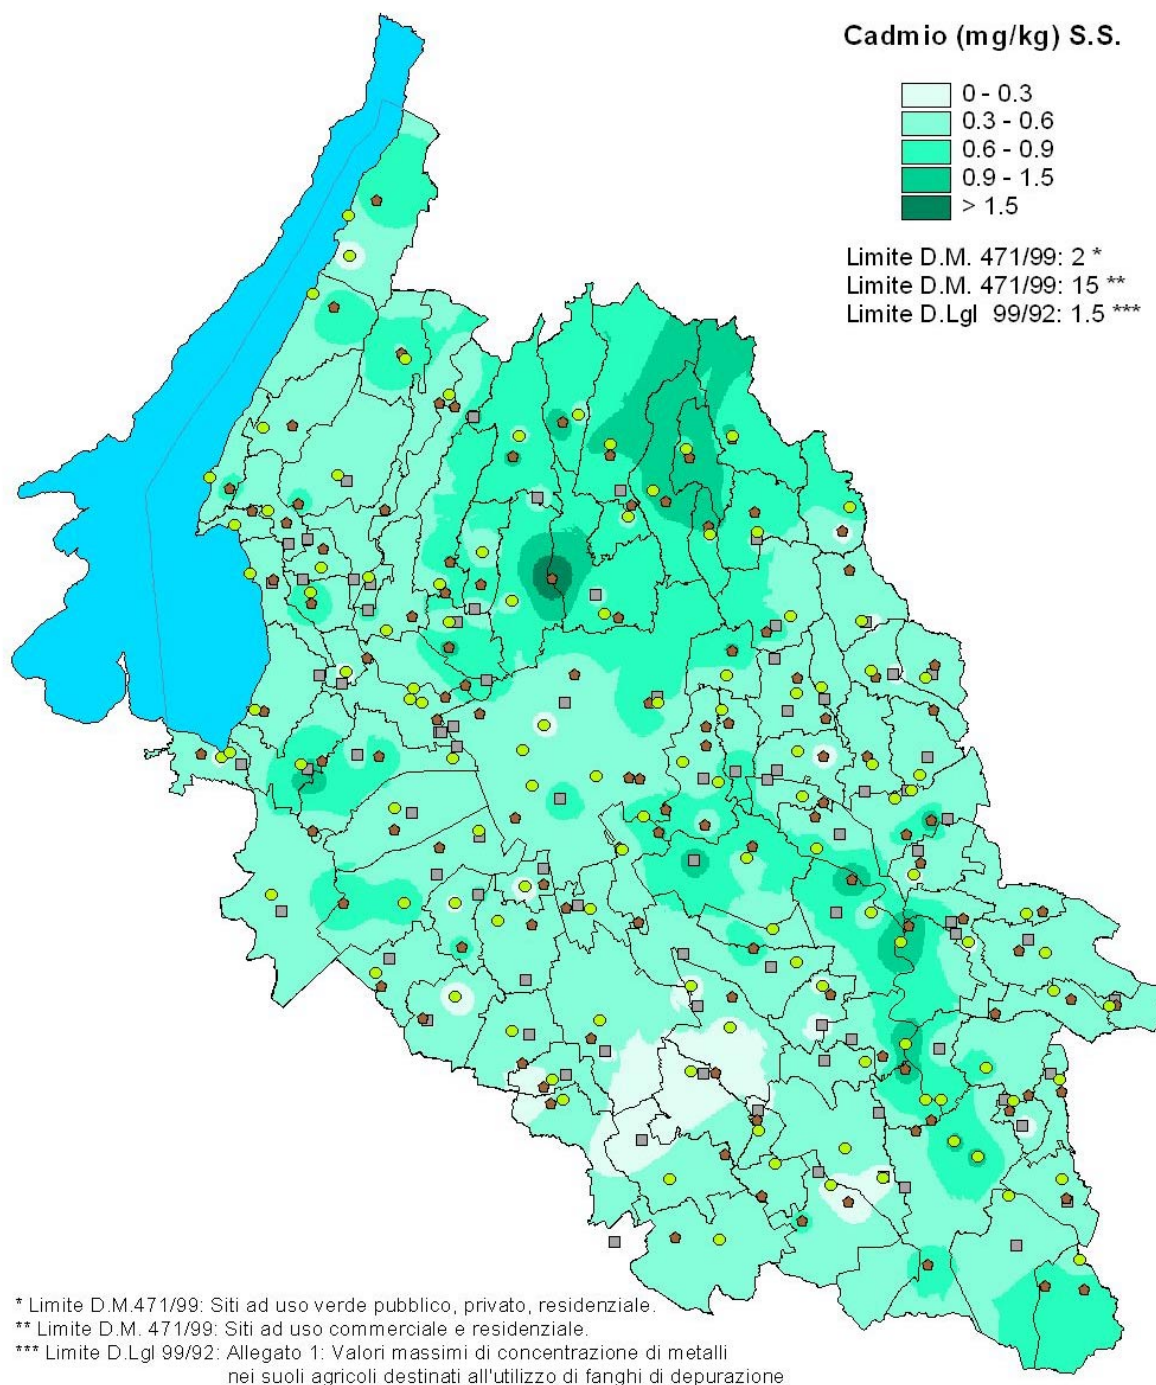 Cadmio (mg/kg) S.S.
0 - 0.3
0.3 - 0.6
0.6 - 0.9
0.9 - 1.5
> 1.5
Limite D.M. 471/99: 2 *
Limite D.M. 471/99: 15 **
Limite D.Lgl 99/92: 1.5 ***
* Limite D.M.471/99: Siti ad uso verde pubblico, privato, residenziale.
** Limite D.M. 471/99: Siti ad uso commerciale e residenziale.
*** Limite D.Lgl 99/92: Allegato 1: Valori massimi di concentrazione di metalli
nei suoli agricoli destinati all'utilizzo di fanghi di depurazione